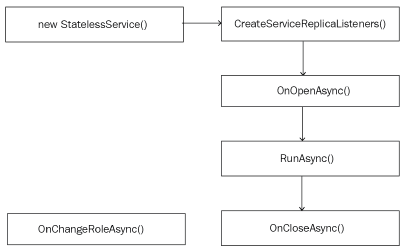 new StatelessService()
CreateServiceReplicaListeners()
OnOpenAsync()
RunAsync()
OnChangeRoleAsync()
OnCloseAsync()